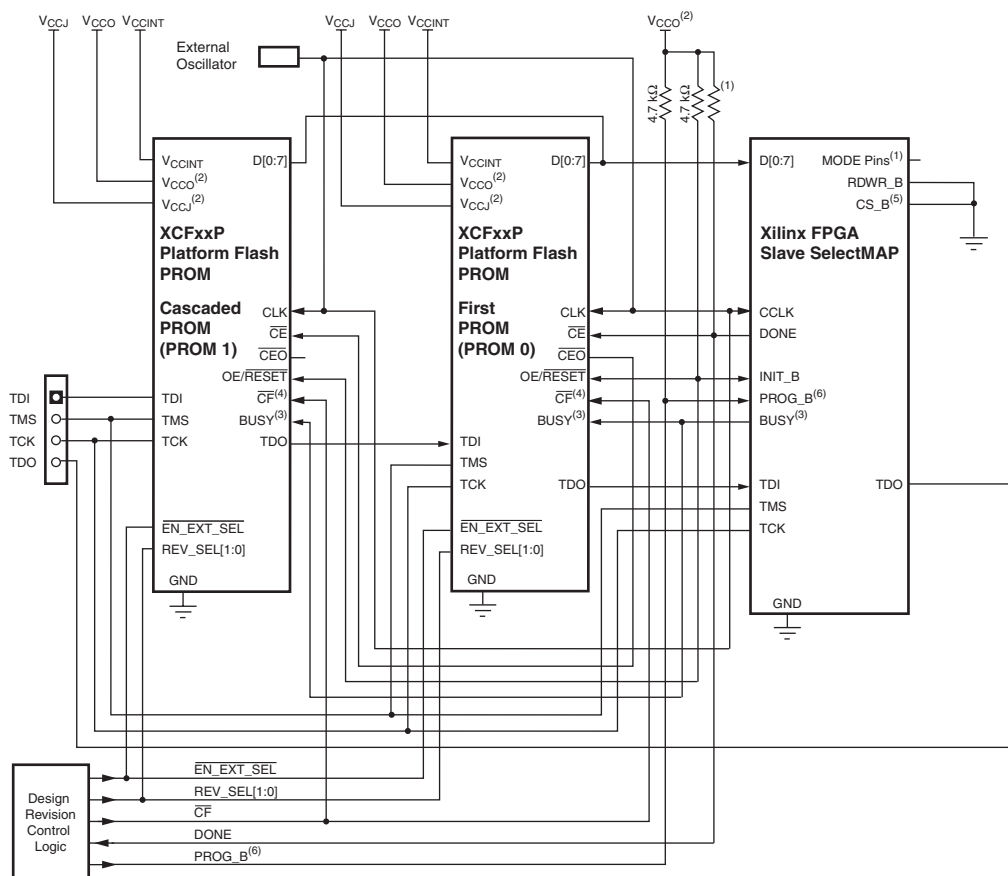 VCCJ VCCO VCCINT
VCCJ VCCO VCCINT
VCCO(2)
External
Oscillator
4.7 kΩ
4.7 kΩ
(1)
VCCINT
VCCO(2)
VCCJ(2)
D[0:7]
XCFxxP
Platform Flash
PROM
Cascaded
PROM
(PROM 1)
CLK
CE
CEO
OE/RESET
CF(4)
BUSY(3)
TDO
TDI
TMS
TCK
EN_EXT_SEL
REV_SEL[1:0]
GND
VCCINT
VCCO(2)
VCCJ(2)
D[0:7]
XCFxxP
Platform Flash
PROM
First
PROM
(PROM 0)
CLK
CE
CEO
OE/RESET
CF(4)
BUSY(3)
TDI
TMS
TCK
TDO
EN_EXT_SEL
REV_SEL[1:0]
GND
D[0:7]
MODE Pins(1)
RDWR_B
CS_B(5)
Xilinx FPGA
Slave SelectMAP
CCLK
DONE
INIT_B
PROG_B(6)
BUSY(3)
TDI
TDO
TMS
TCK
GND
TDI
TMS
TCK
TDO
Design
Revision
Control
Logic
EN_EXT_SEL
REV_SEL[1:0]
CF
DONE
PROG_B(6)